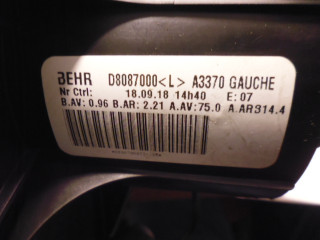 BEHR D8087000<L> A3370 GAUCHE
Nr Ctrl: 18.09.18 14h40 E:07
B.AV: 0.96 B.AR: 2.21 A.AV:75.0 A.AR314.4